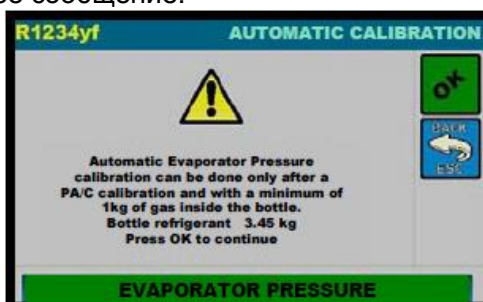 сообщение.
R1234yf AUTOMATIC CALIBRATION
OK
BACK
ESC
Automatic Evaporator Pressure
calibration can be done only after a
PA/C calibration and with a minimum of
1kg of gas inside the bottle.
Bottle refrigerant 3.45 kg
Press OK to continue
EVAPORATOR PRESSURE